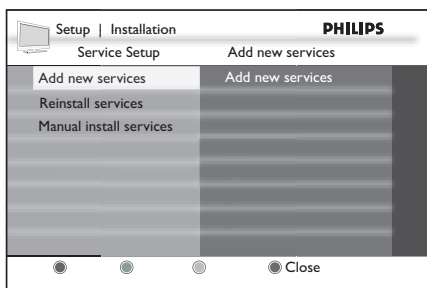 Setup | Installation PHILIPS
Service Setup Add new services
Add new services Add new services
Reinstall services
Manual install services
Close